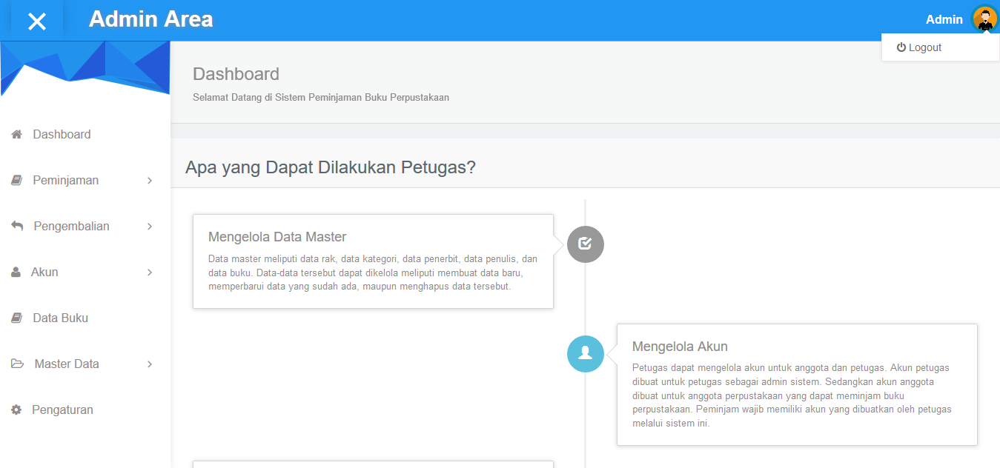 Admin Area
Admin
Logout
Dashboard
Selamat Datang di Sistem Peminjaman Buku Perpustakaan
Dashboard
Peminjaman
Pengembalian
Akun
Data Buku
Master Data
Pengaturan
Apa yang Dapat Dilakukan Petugas?
Mengelola Data Master
Data master meliputi data rak, data kategori, data penerbit, data penulis, dan
data buku. Data-data tersebut dapat dikelola meliputi membuat data baru,
memperbarui data yang sudah ada, maupun menghapus data tersebut.
Mengelola Akun
Petugas dapat mengelola akun untuk anggota dan petugas. Akun petugas
dibuat untuk petugas sebagai admin sistem. Sedangkan akun anggota
dibuat untuk anggota perpustakaan yang dapat meminjam buku
perpustakaan. Peminjam wajib memiliki akun yang dibuatkan oleh petugas
melalui sistem ini.